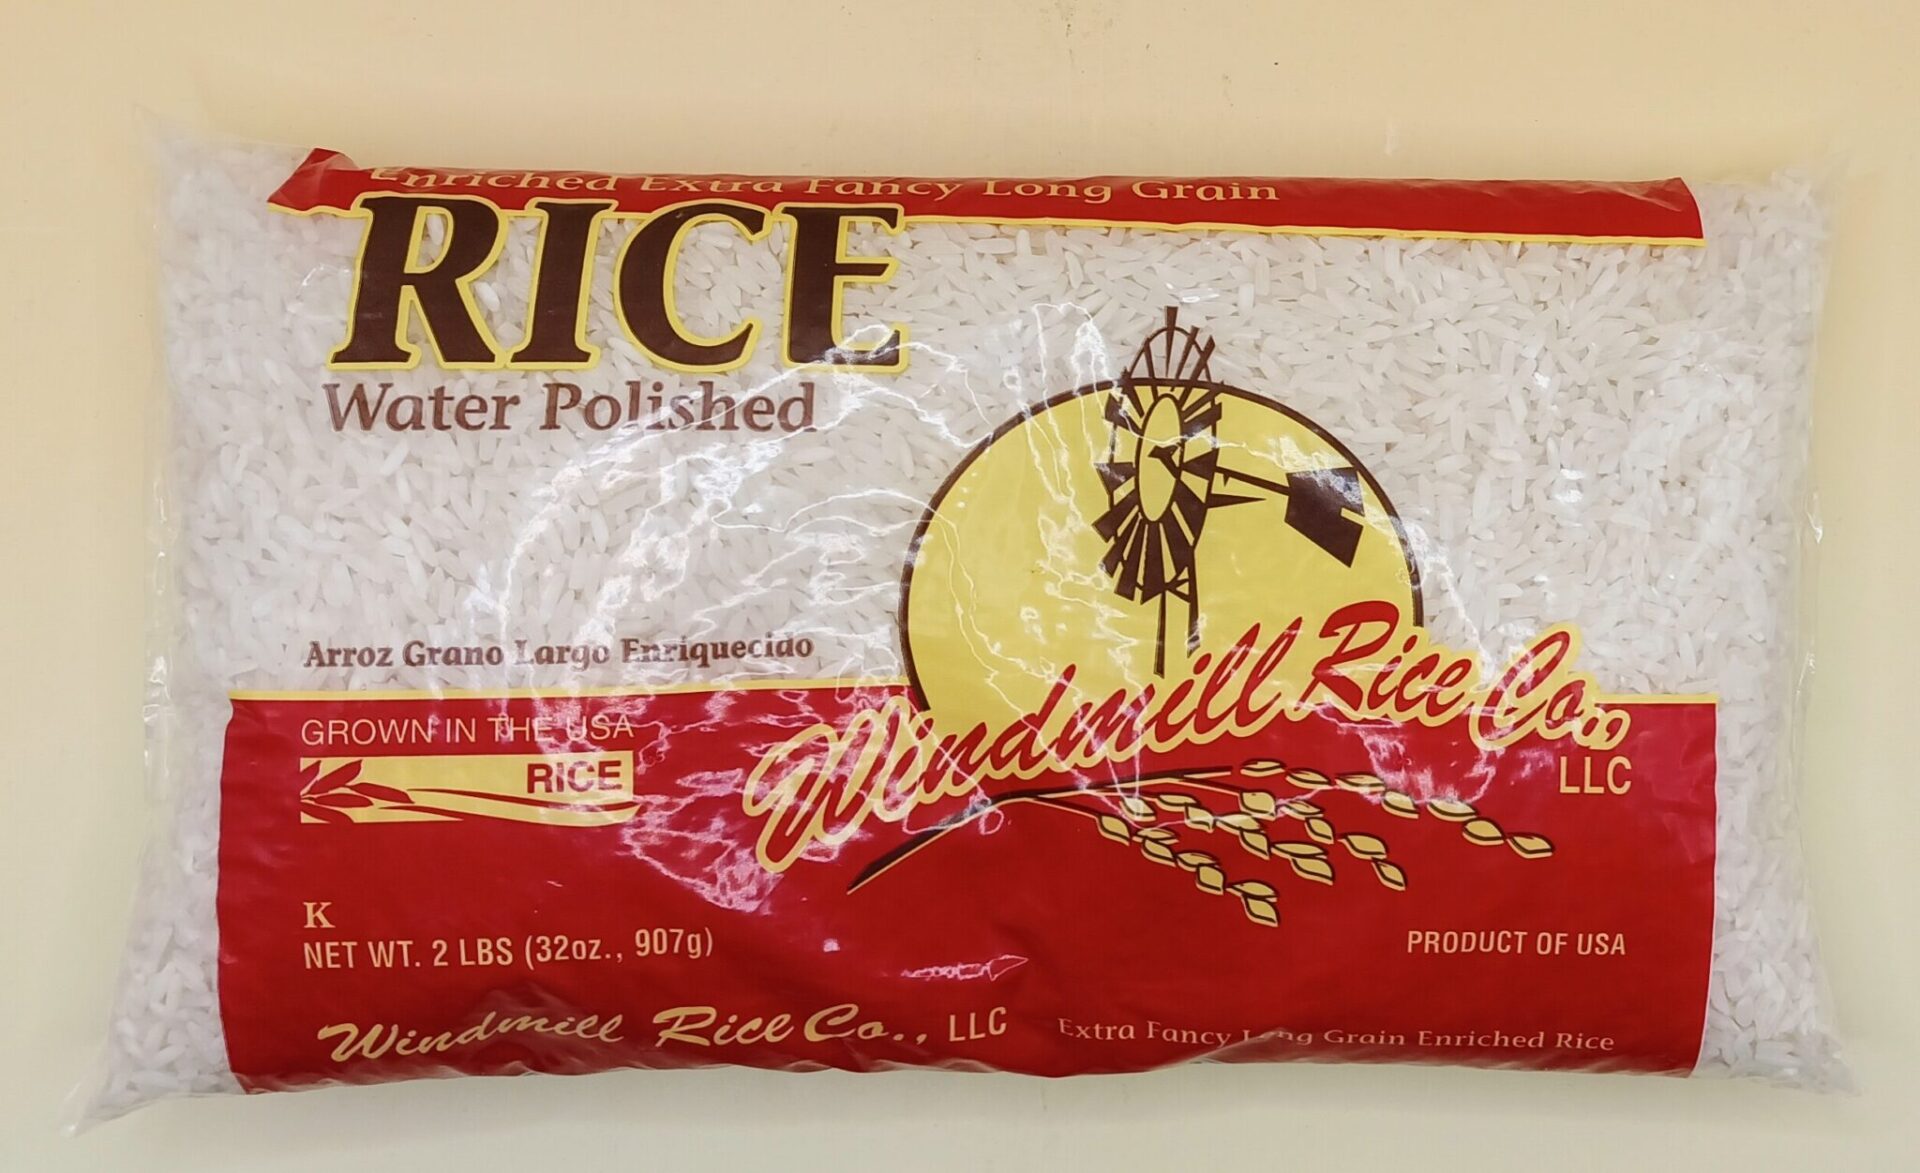 Enriched Extra Fancy Long Grain
RICE
Water Polished
Arroz Grano Largo Enriquecido
Windmill Rice Co.,
LLC
GROWN IN THE USA
RICE
K
NET WT. 2 LBS (32oz., 907g)
PRODUCT OF USA
Windmill Rice Co., LLC
Extra Fancy Long Grain Enriched Rice